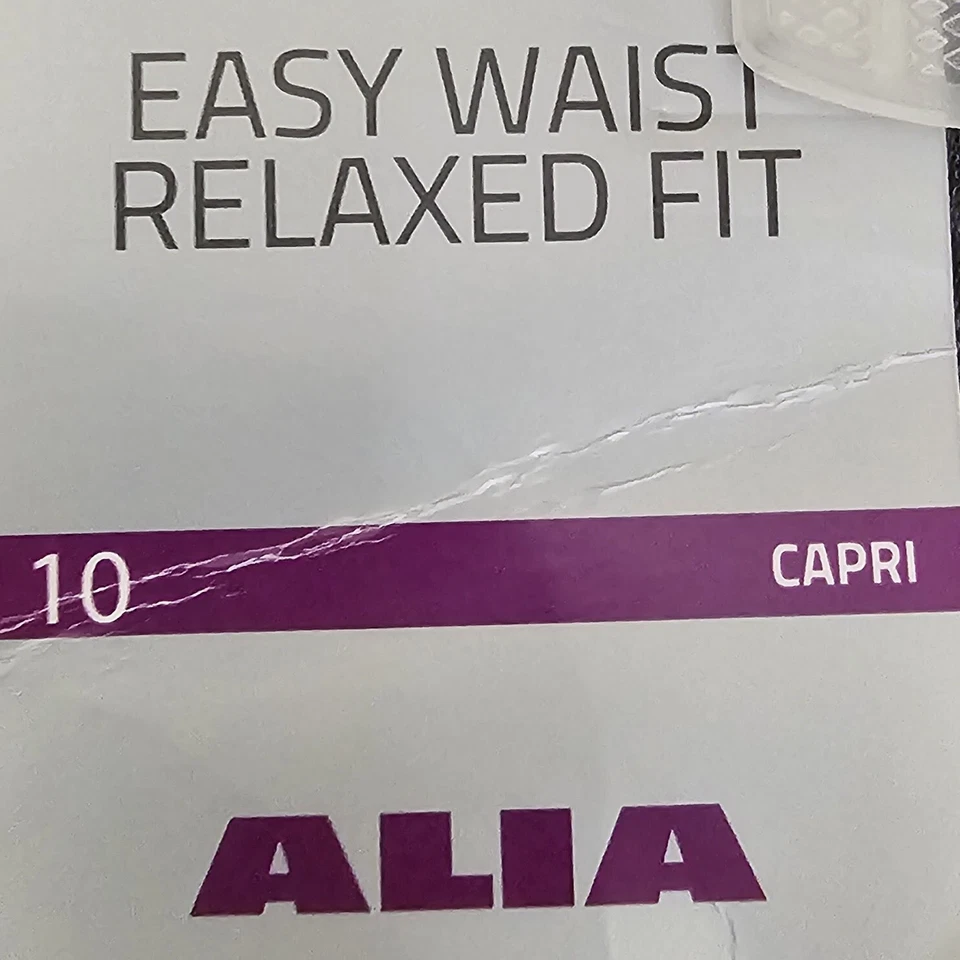 EASY WAIST
RELAXED FIT
10 CAPRI
ALIA